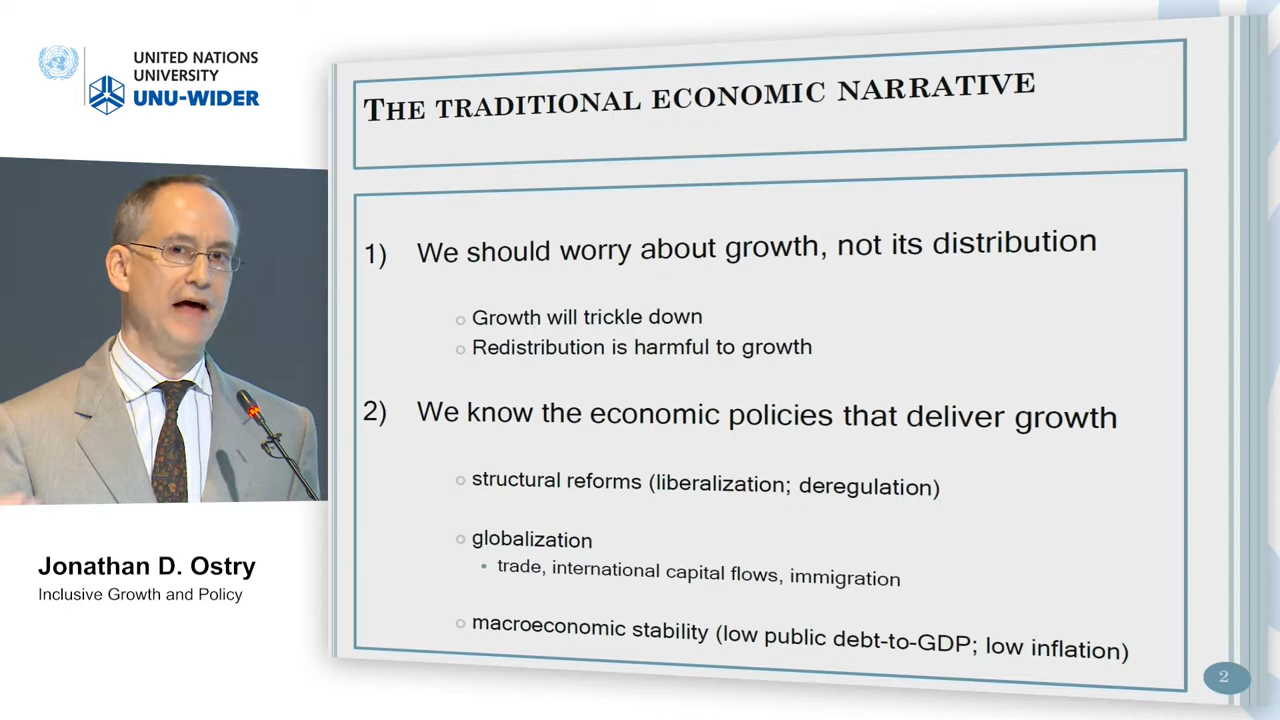 UNITED NATIONS
UNIVERSITY
UNU-WIDER
THE TRADITIONAL ECONOMIC NARRATIVE
1) We should worry about growth, not its distribution
Growth will trickle down
Redistribution is harmful to growth
2) We know the economic policies that deliver growth
structural reforms (liberalization; deregulation)
globalization
• trade, international capital flows, immigration
macroeconomic stability (low public debt-to-GDP; low inflation)
2
Jonathan D. Ostry
Inclusive Growth and Policy